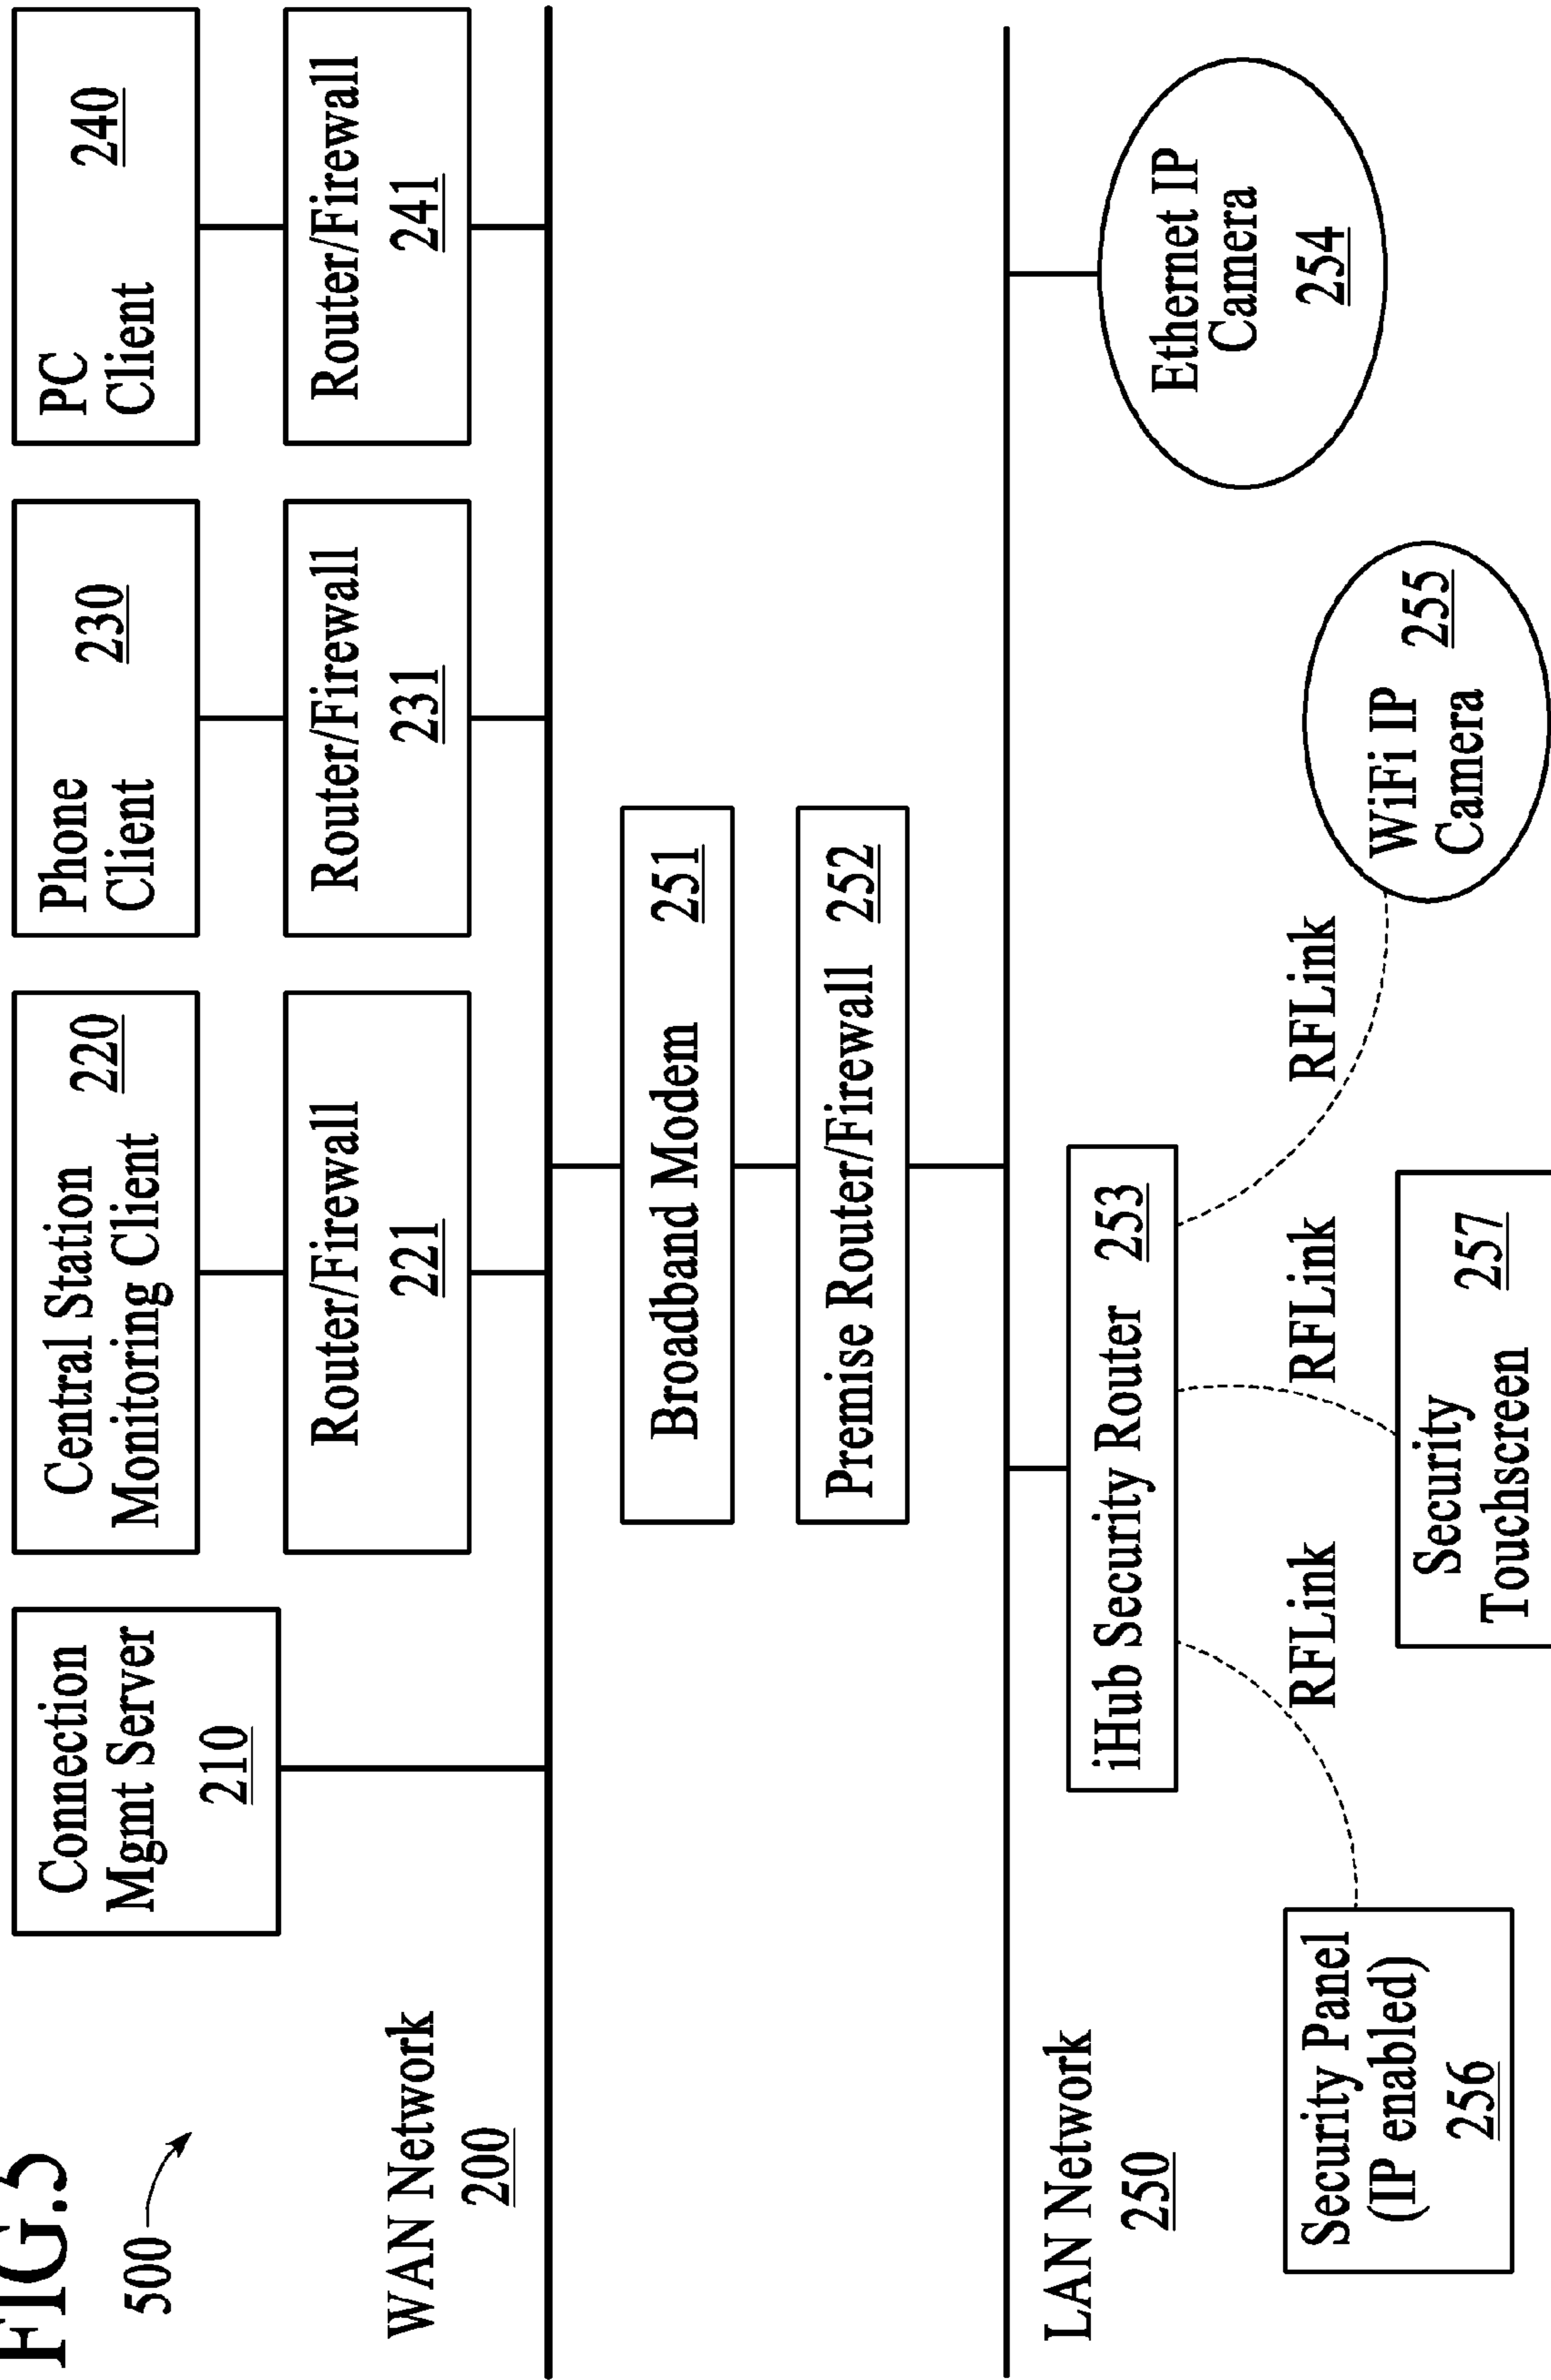 FIG.5
500
Connection
Mgmt Server
210
Central Station
Monitoring Client
220
Phone
Client
230
PC
Client
240
Router/Firewall
221
Router/Firewall
231
Router/Firewall
241
WAN Network
200
Broadband Modem 251
Premise Router/Firewall 252
LAN Network
250
iHub Security Router 253
Ethernet IP
Camera
254
RFLink
RFLink
RFLink
Security Panel
(IP enabled)
256
Security
Touchscreen
257
WiFi IP
Camera
255